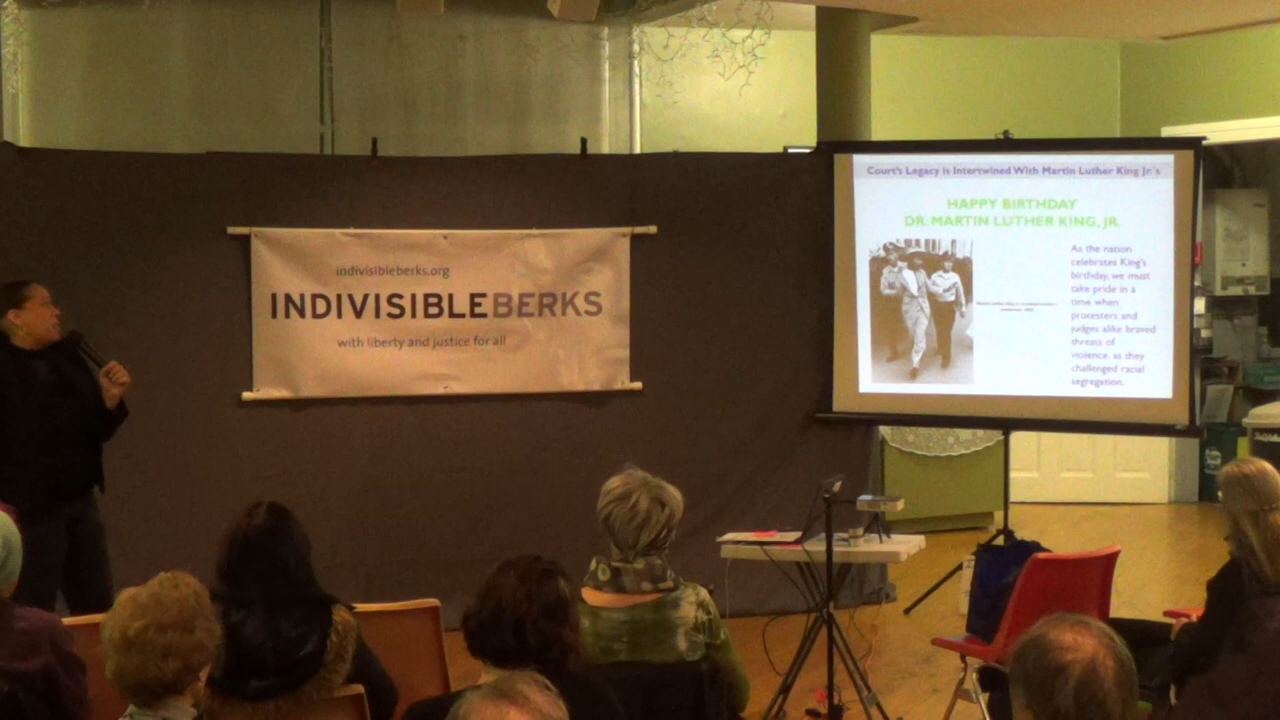 indivisibleberks.org
INDIVISIBLEBERKS
with liberty and justice for all
Court's Legacy is Intertwined With Martin Luther King Jr.'s
HAPPY BIRTHDAY
DR. MARTIN LUTHER KING, JR.
As the nation
celebrates King's
birthday, we must
take pride in a
time when
protesters and
judges alike braved
threats of
violence, as they
challenged racial
segregation.